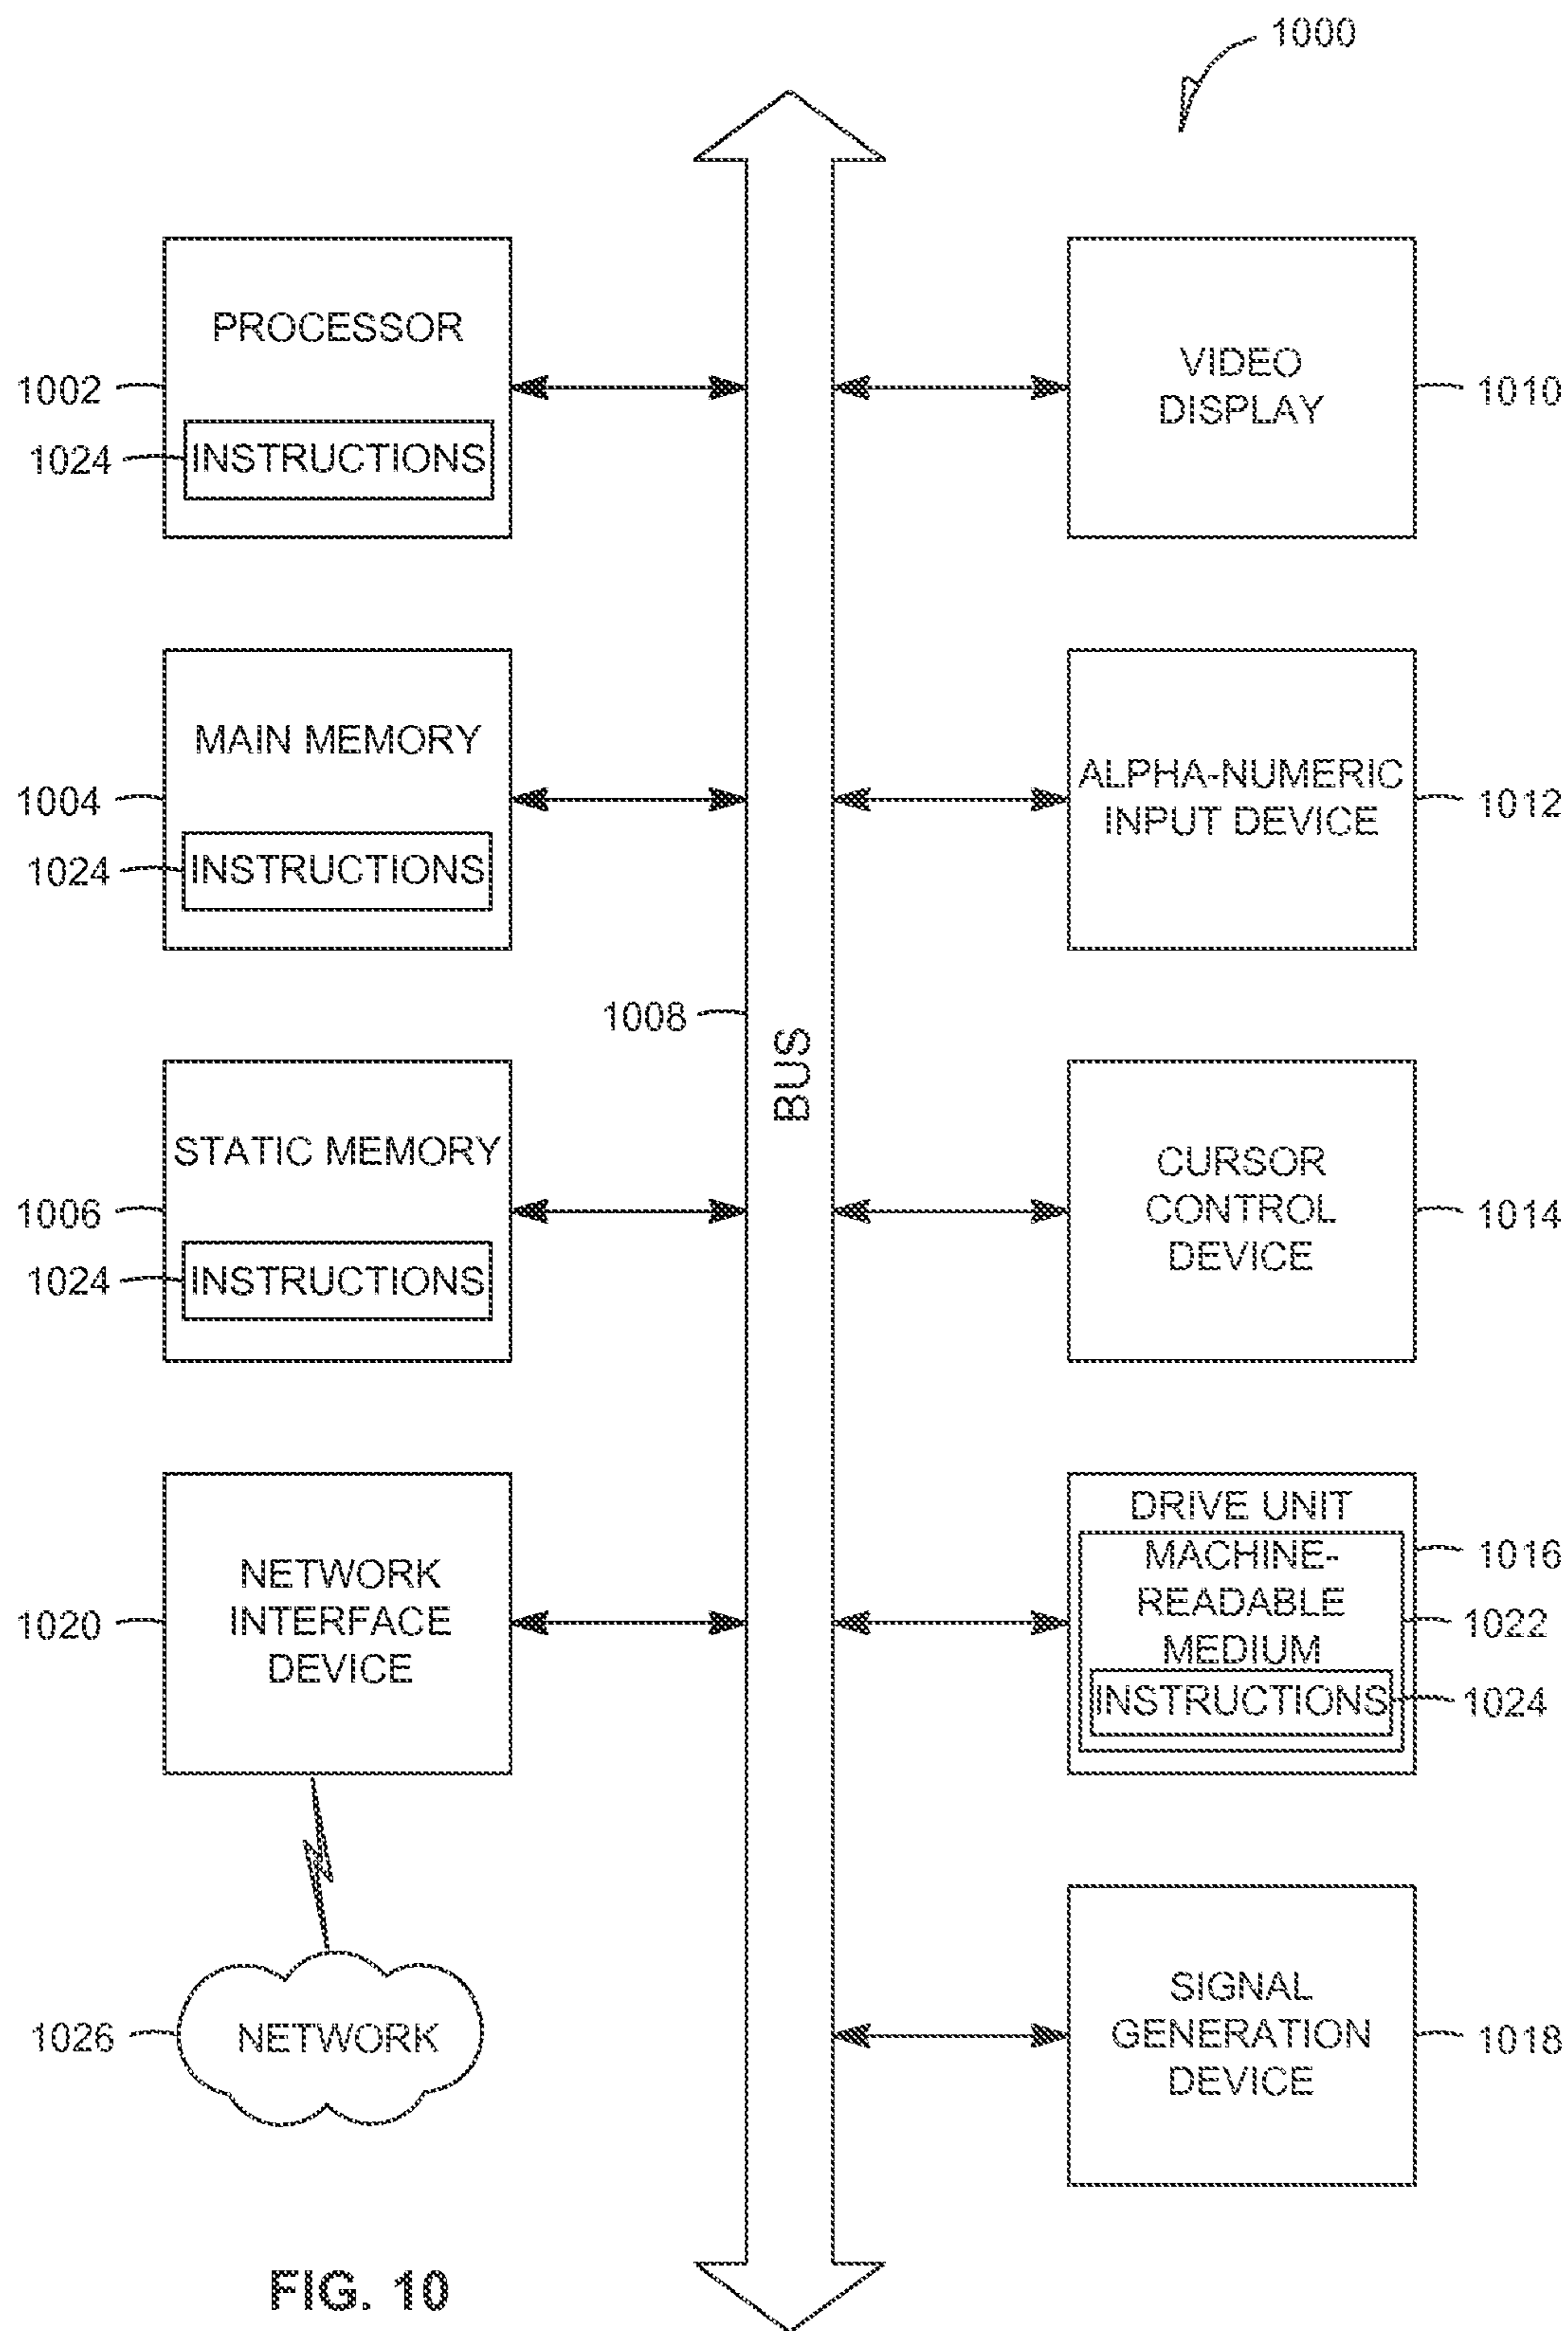 1000
PROCESSOR
1002
1024
INSTRUCTIONS
VIDEO
DISPLAY
1010
MAIN MEMORY
1004
1024
INSTRUCTIONS
ALPHA-NUMERIC
INPUT DEVICE
1012
1008
BUS
STATIC MEMORY
1006
1024
INSTRUCTIONS
CURSOR
CONTROL
DEVICE
1014
NETWORK
INTERFACE
DEVICE
1020
DRIVE UNIT
1016
MACHINE-
READABLE
MEDIUM
1022
INSTRUCTIONS
1024
1026
NETWORK
SIGNAL
GENERATION
DEVICE
1018
FIG. 10